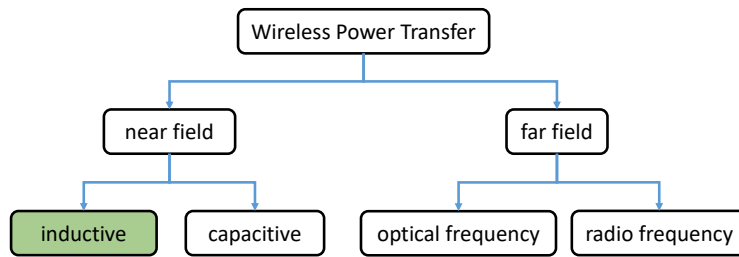 Wireless Power Transfer
near field
far field
inductive
capacitive
optical frequency
radio frequency